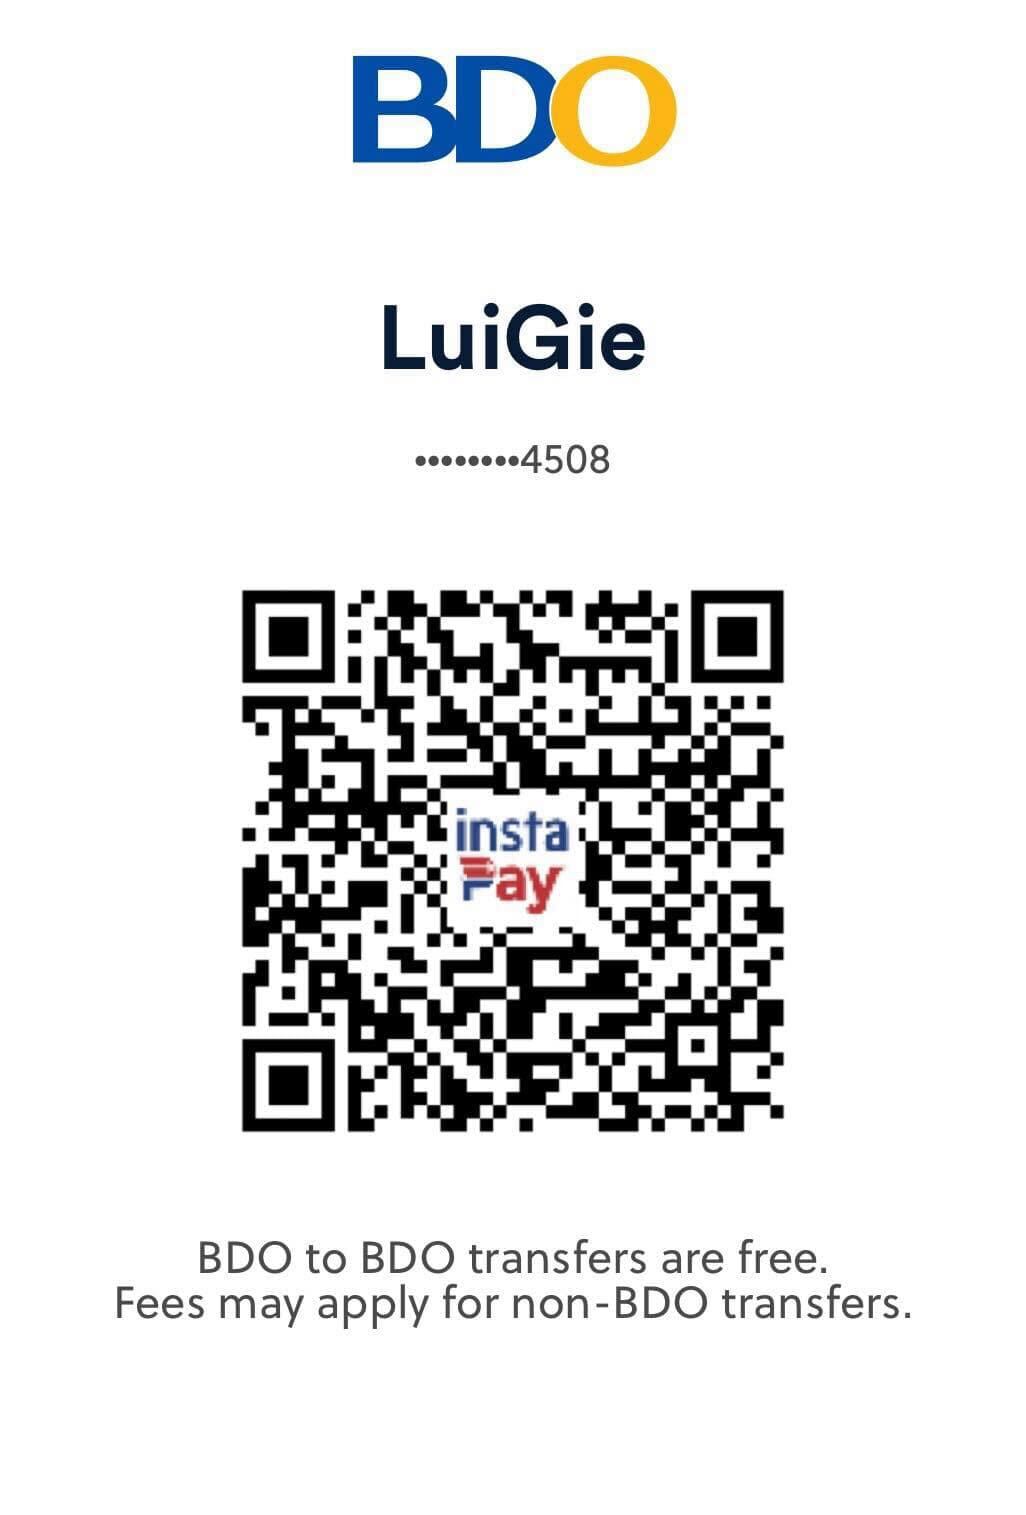 BDO
LuiGie
••••••••4508
insta
Pay
BDO to BDO transfers are free.
Fees may apply for non-BDO transfers.